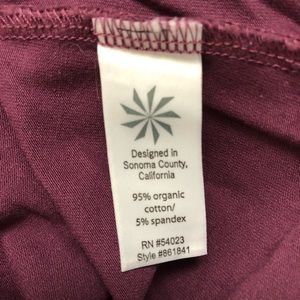 Designed in
Sonoma County,
California
95% organic
cotton/
5% spandex
RN #54023
Style #861841